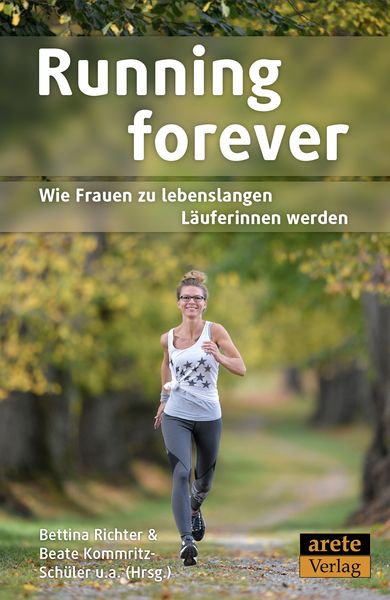 Running
forever
Wie Frauen zu lebenslangen
Läuferinnen werden
Bettina Richter &
Beate Kommritz-
Schüler u.a. (Hrsg.)
arete
Verlag